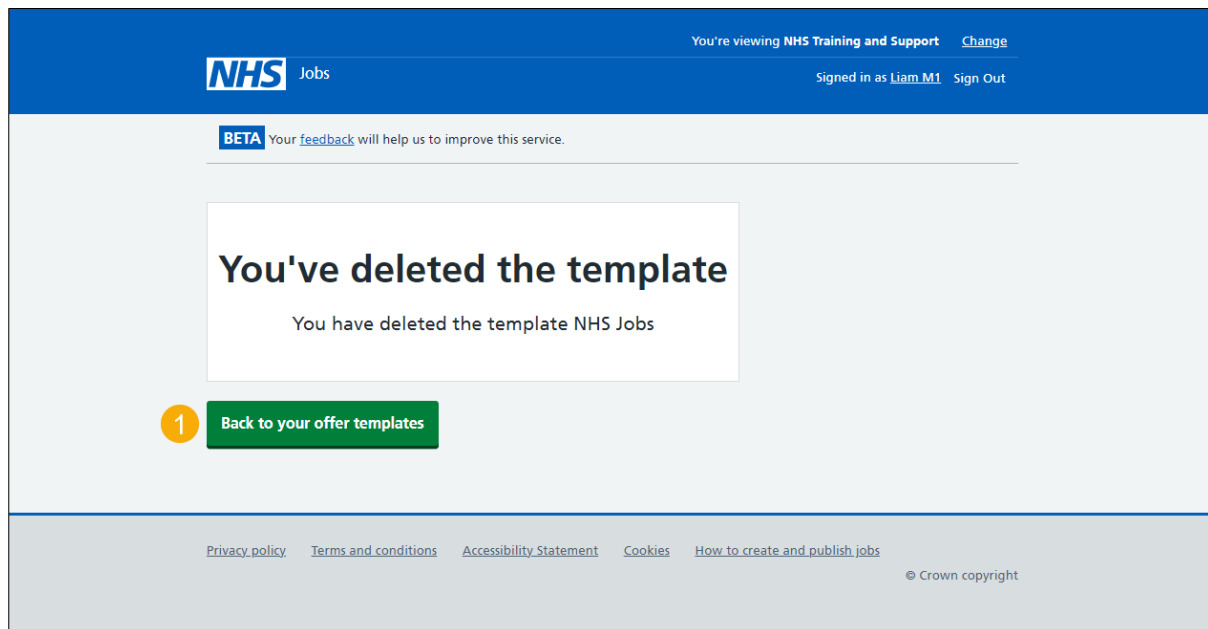 You're viewing NHS Training and Support Change
NHS Jobs
Signed in as Liam M1 Sign Out
BETA Your feedback will help us to improve this service.
You've deleted the template
You have deleted the template NHS Jobs
1 Back to your offer templates
Privacy policy Terms and conditions Accessibility Statement Cookies How to create and publish jobs
© Crown copyright